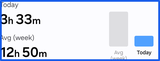 Today
3h 33m
Avg (week)
12h 50m
Avg
(week)
Today